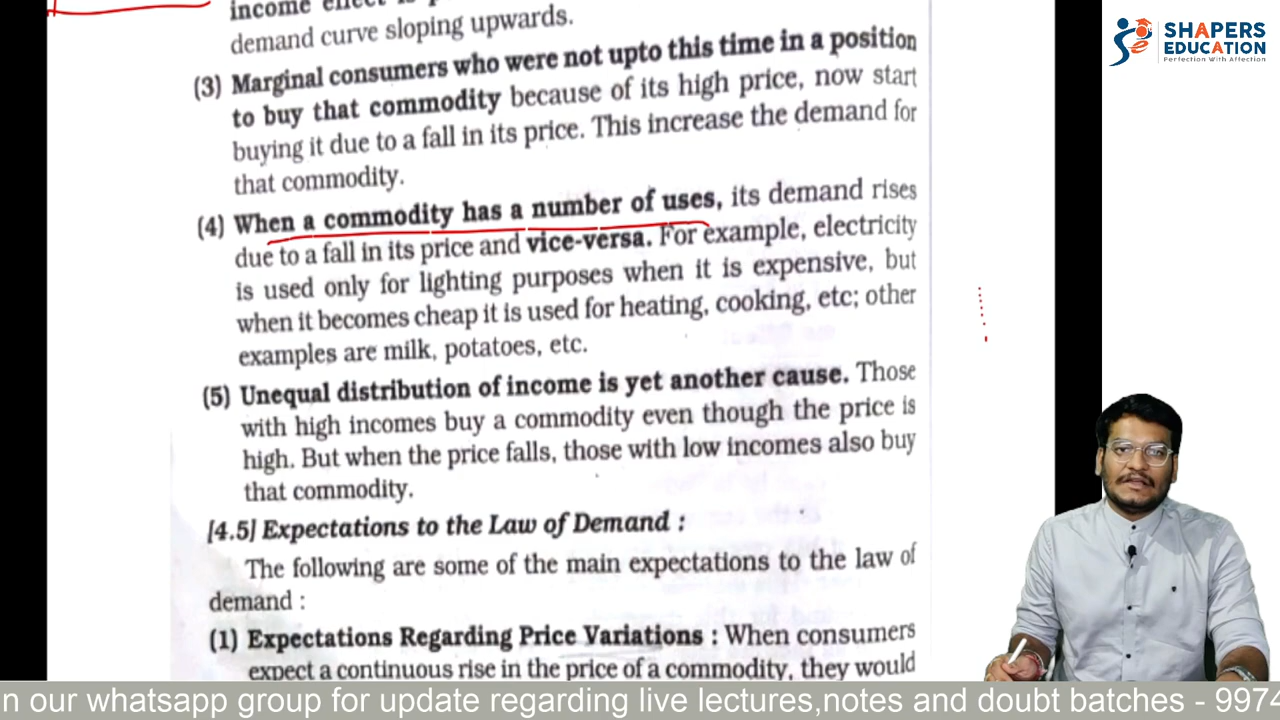 income effect is
demand curve sloping upwards.
(3) Marginal consumers who were not upto this time in a position
to buy that commodity because of its high price, now start
buying it due to a fall in its price. This increase the demand for
that commodity.
(4) When a commodity has a number of uses, its demand rises
due to a fall in its price and vice-versa. For example, electricity
is used only for lighting purposes when it is expensive, but
when it becomes cheap it is used for heating, cooking, etc; other
examples are milk, potatoes, etc.
(5) Unequal distribution of income is yet another cause. Those
with high incomes buy a commodity even though the price is
high. But when the price falls, those with low incomes also buy
that commodity.
[4.5] Expectations to the Law of Demand :
The following are some of the main expectations to the law of
demand :
(1) Expectations Regarding Price Variations : When consumers
expect a continuous rise in the price of a commodity, they would
SHAPERS
EDUCATION
Perfection With Affection
n our whatsapp group for update regarding live lectures,notes and doubt batches - 9974